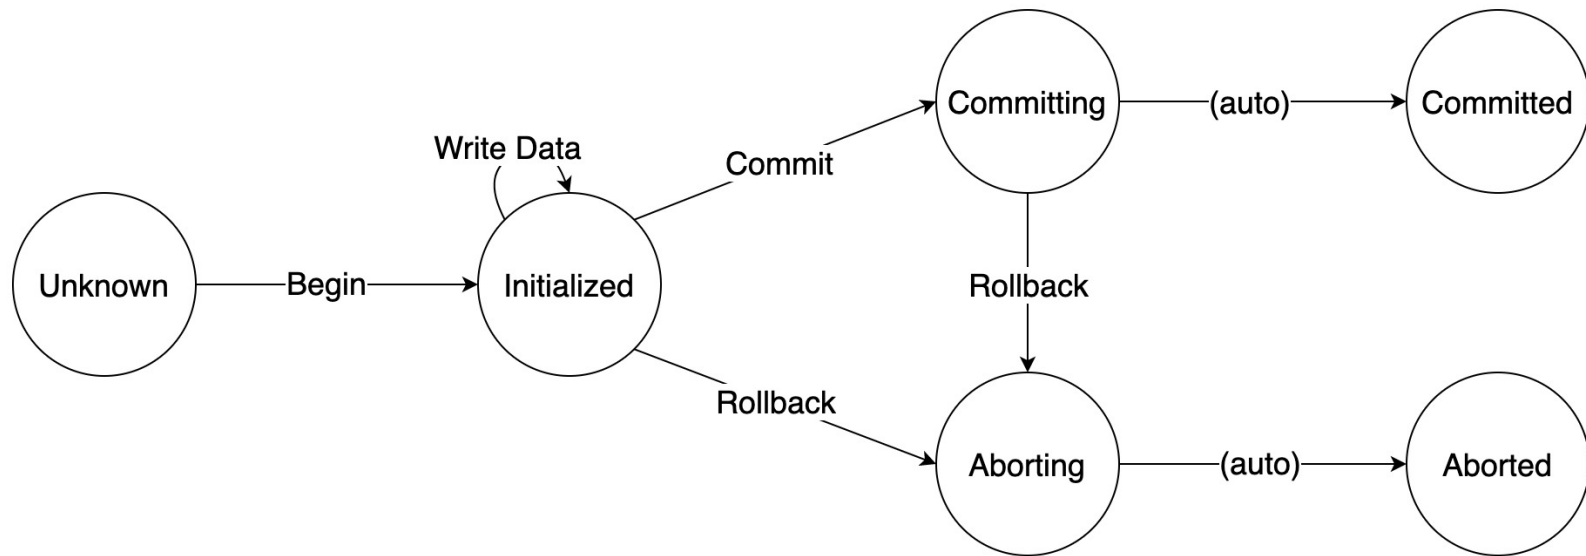 Committing
(auto)
Committed
Write Data
Commit
Unknown
Begin
Initialized
Rollback
Rollback
Aborting
(auto)
Aborted